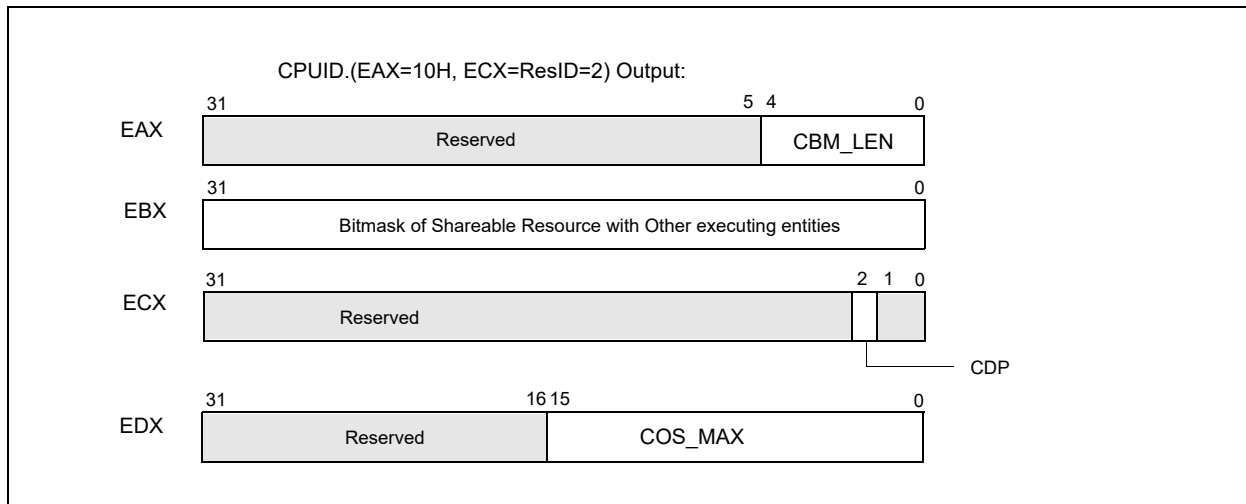 CPUID.(EAX=10H, ECX=ResID=2) Output:
31 5 4 0
EAX Reserved CBM_LEN
31 0
EBX Bitmask of Shareable Resource with Other executing entities
31 2 1 0
ECX Reserved
CDP
31 16 15 0
EDX Reserved COS_MAX